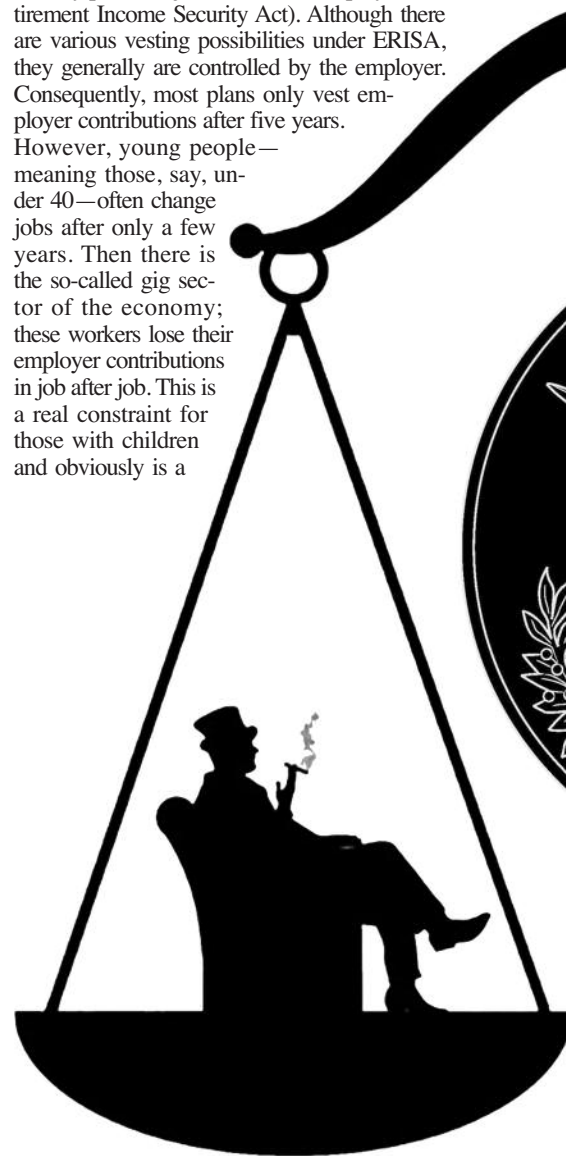 tirement Income Security Act). Although there
are various vesting possibilities under ERISA,
they generally are controlled by the employer.
Consequently, most plans only vest em-
ployer contributions after five years.
However, young people—
meaning those, say, un-
der 40—often change
jobs after only a few
years. Then there is
the so-called gig sec-
tor of the economy;
these workers lose their
employer contributions
in job after job. This is
a real constraint for
those with children
and obviously is a